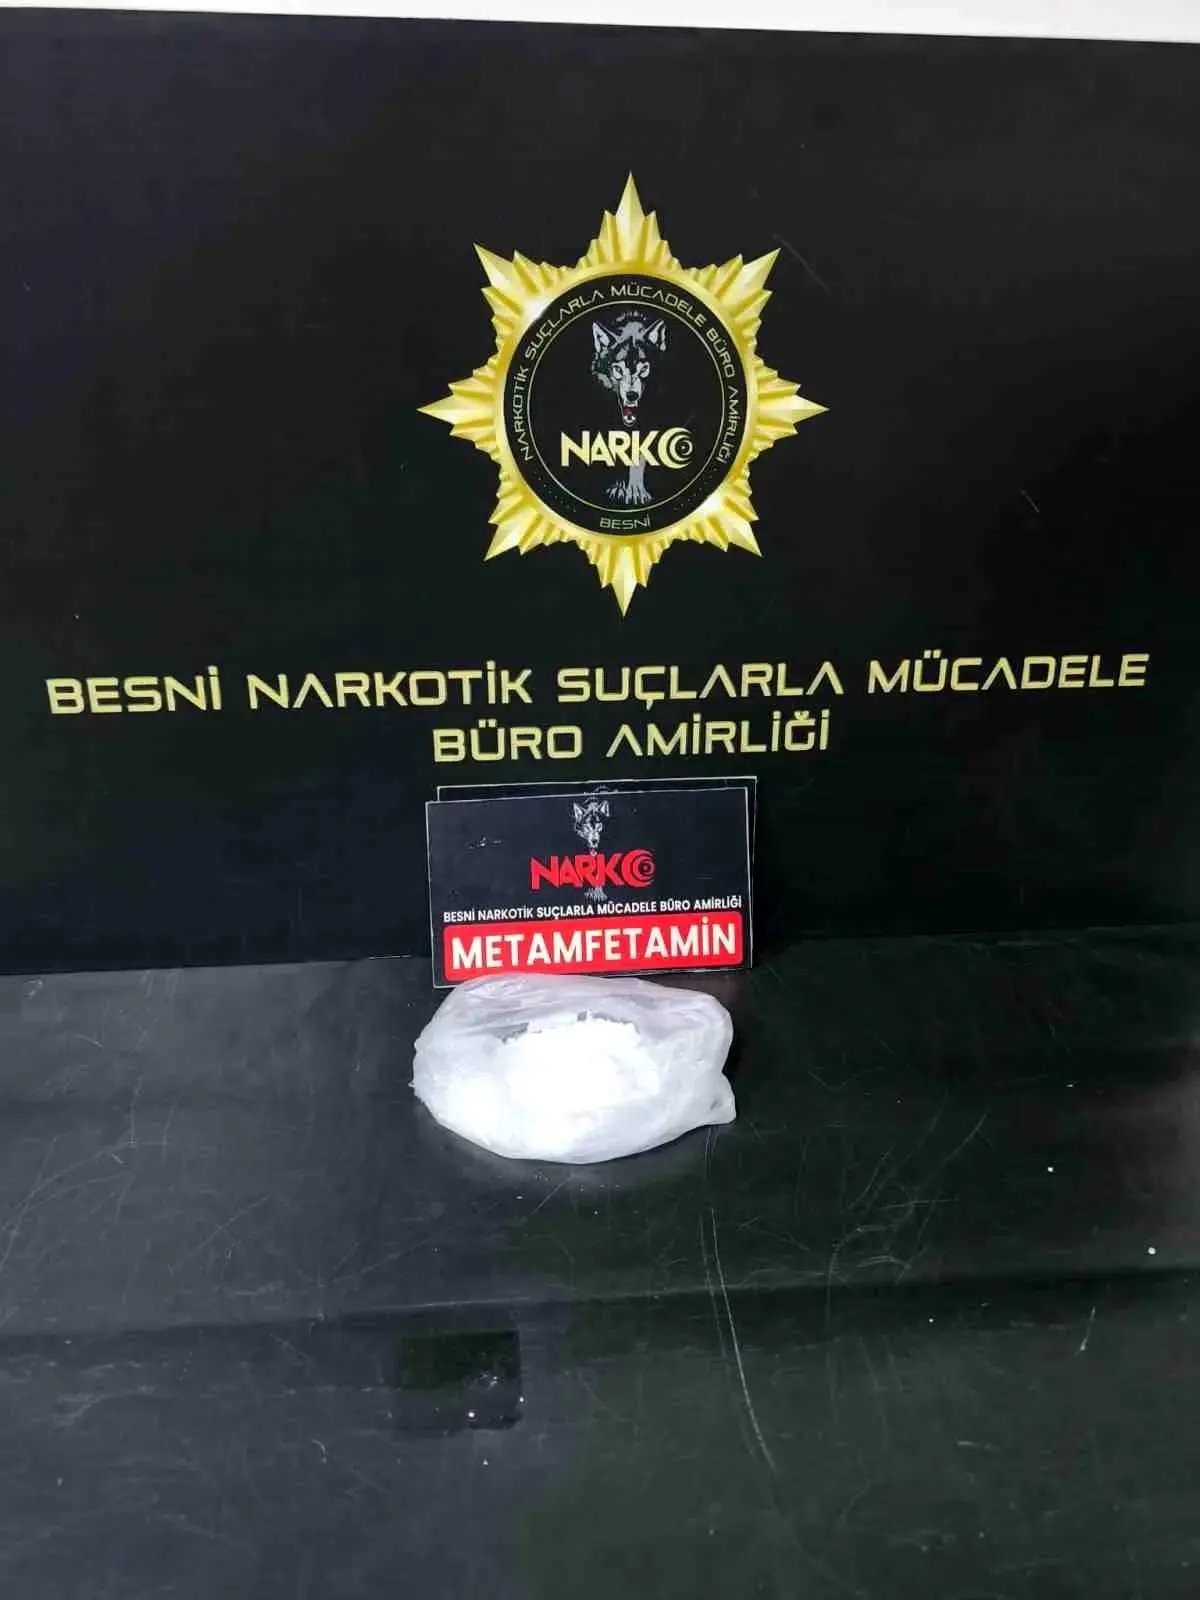 NARKOTİK SUÇLARLA MÜCADELE BÜRO AMİRLİĞİ
NARKO
BESNİ
BESNİ NARKOTİK SUÇLARLA MÜCADELE
BÜRO AMİRLİĞİ
NARKO
BESNİ NARKOTİK SUÇLARLA MÜCADELE BÜRO AMİRLİĞİ
METAMFETAMİN